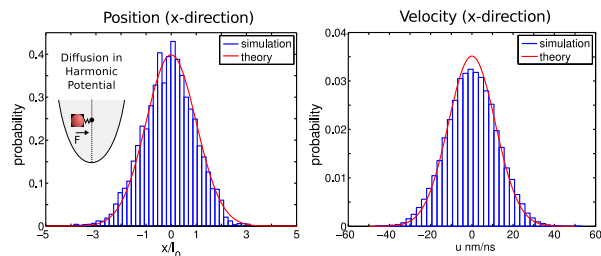 Position (x-direction)
probability
0.4
0.3
0.2
0.1
0
−5
−3
−1
0
1
3
5
x/l0
simulation
theory
Diffusion in
Harmonic
Potential
F
Velocity (x-direction)
probability
0.04
0.03
0.02
0.01
0
−60
−40
−20
0
20
40
60
u nm/ns
simulation
theory